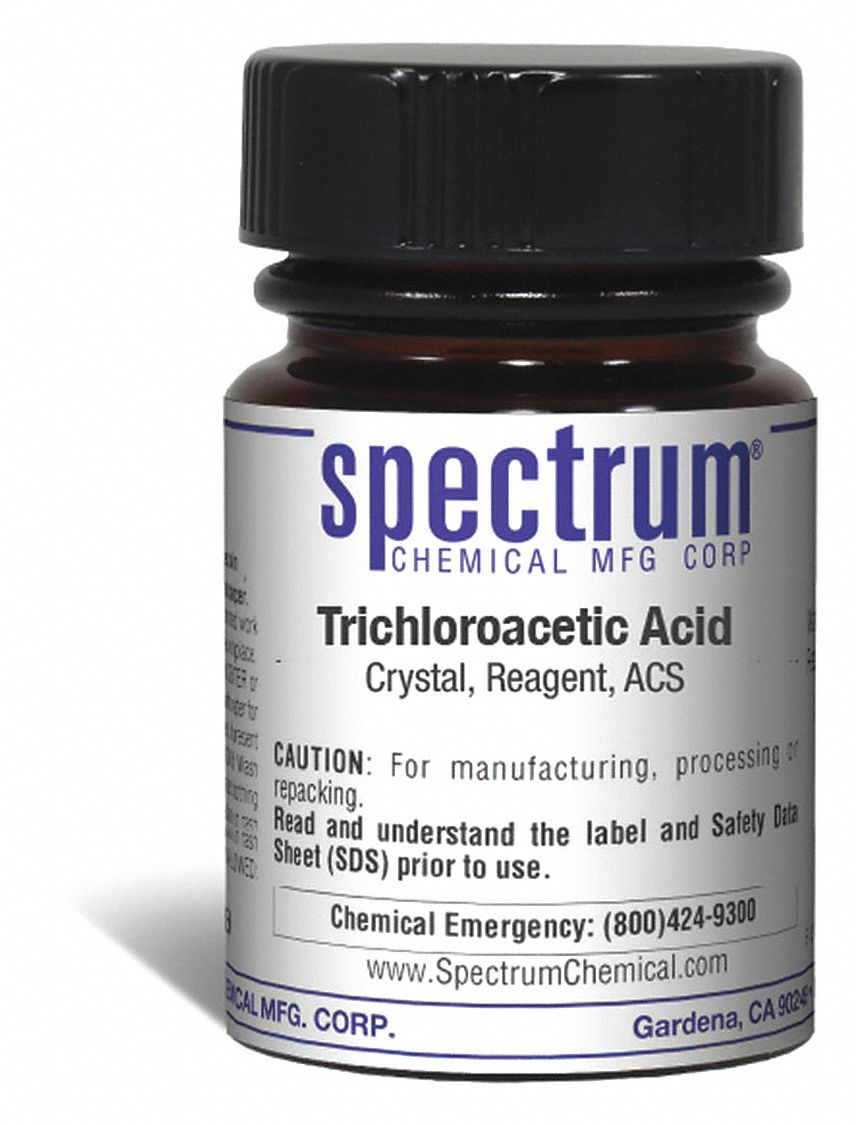 spectrum®
CHEMICAL MFG CORP
Trichloroacetic Acid
Crystal, Reagent, ACS
CAUTION: For manufacturing, processing or
repacking.
Read and understand the label and Safety Data
Sheet (SDS) prior to use.
Chemical Emergency: (800)424-9300
www.SpectrumChemical.com
MFG. CORP.
Gardena, CA